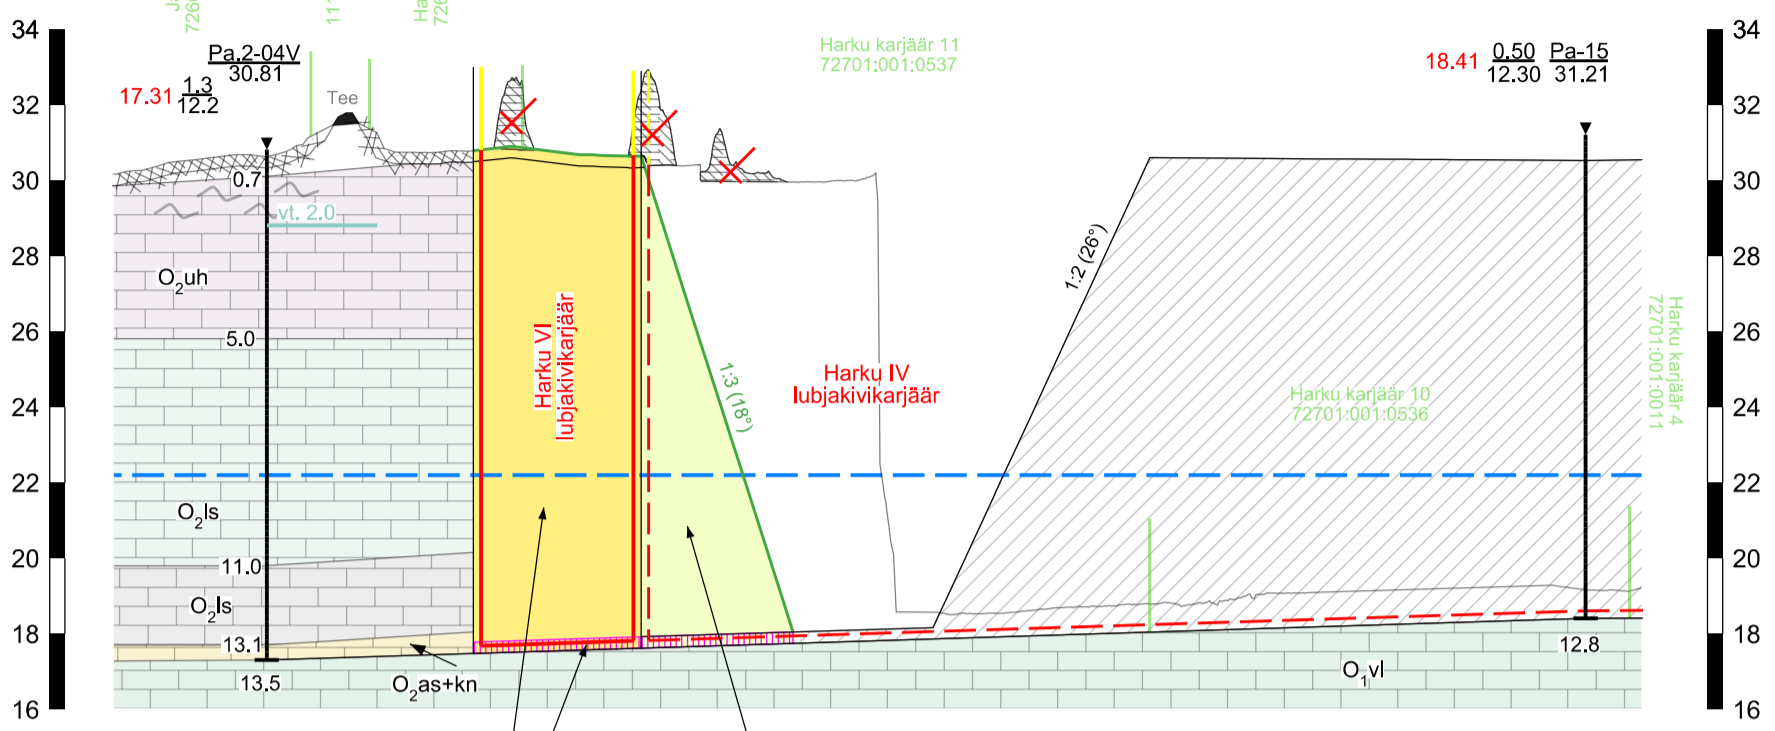 34
32
30
28
26
24
22
20
18
16
Pa.2-04V
30.81
17.31
1.3
12.2
Tee
Harku karjäär 11
72701:001:0537
18.41
0.50
12.30
Pa-15
31.21
0.7
vt. 2.0
O2uh
5.0
Harku VI
lubjakivikarjäär
1:3 (18°)
Harku IV
lubjakivikarjäär
1:2 (26°)
Harku karjäär 10
72701:001:0536
Harku karjäär 4
72701:001:0011
O2ls
11.0
O2ls
13.1
13.5
O2as+kn
12.8
O1vl
34
32
30
28
26
24
22
20
18
16